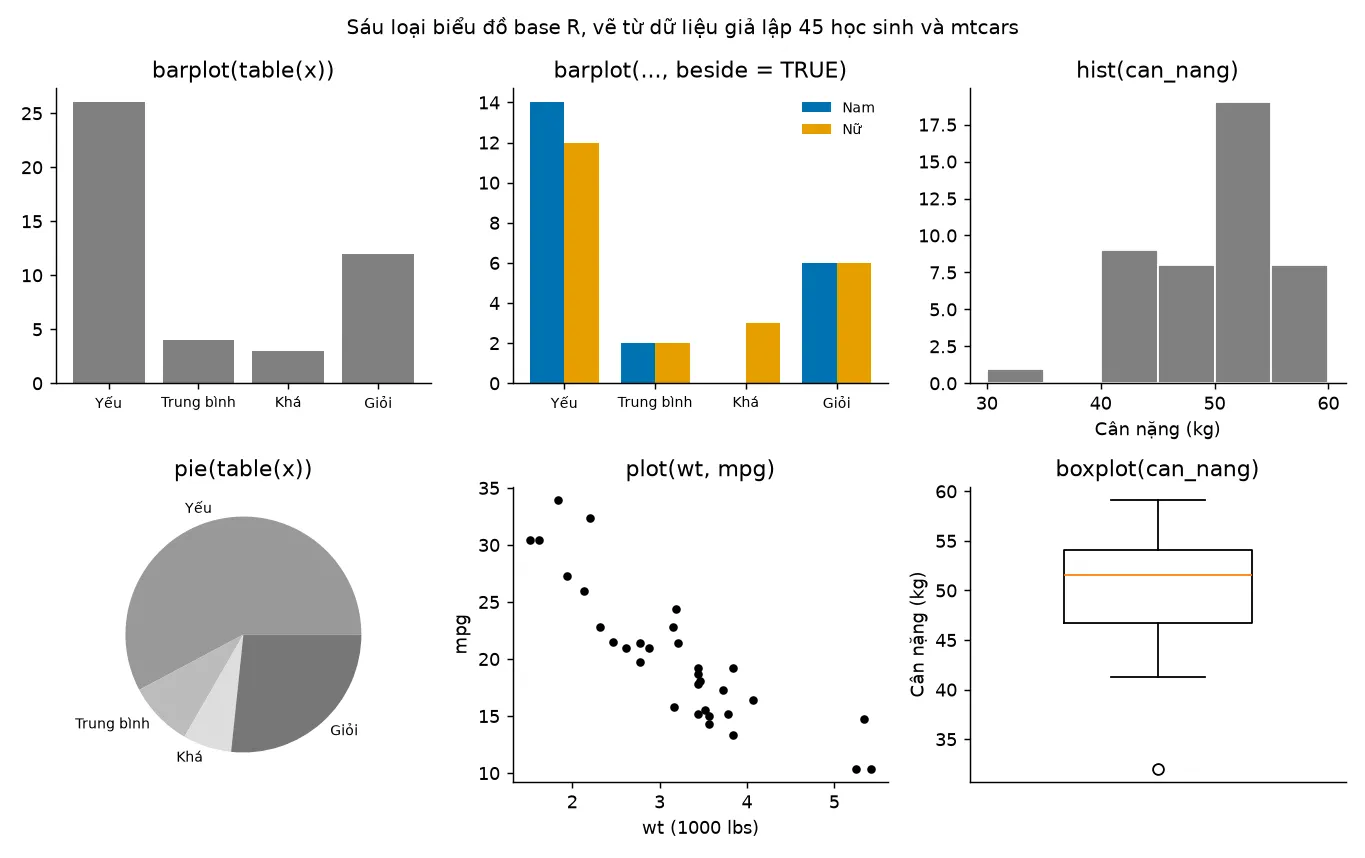 Sáu loại biểu đồ base R, vẽ từ dữ liệu giả lập 45 học sinh và mtcars
barplot(table(x))
25
20
15
10
5
0
Yếu Trung bình Khá Giỏi
barplot(..., beside = TRUE)
Nam
Nữ
14
12
10
8
6
4
2
0
Yếu Trung bình Khá Giỏi
hist(can_nang)
17.5
15.0
12.5
10.0
7.5
5.0
2.5
0.0
30 40 50 60
Cân nặng (kg)
pie(table(x))
Yếu
Trung bình
Khá
Giỏi
plot(wt, mpg)
35
30
25
20
15
10
mpg
2 3 4 5
wt (1000 lbs)
boxplot(can_nang)
60
55
50
45
40
35
Cân nặng (kg)